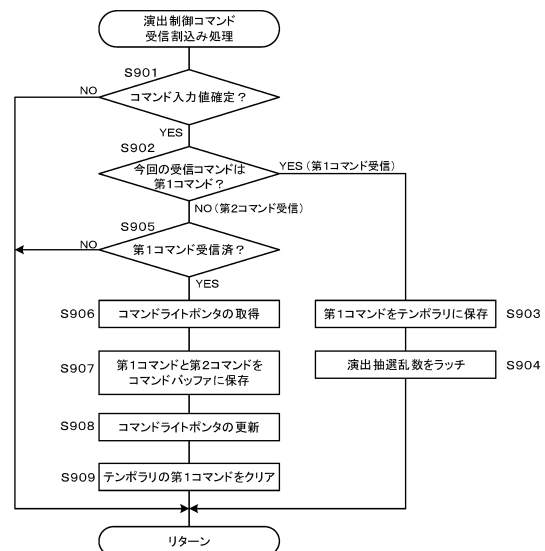 演出制御コマンド
受信割込み処理
S901
NO
コマンド入力値確定？
YES
S902
今回の受信コマンドは
第1コマンド？
YES（第1コマンド受信）
NO（第2コマンド受信）
S905
NO
第1コマンド受信済？
YES
S906
コマンドライトポンタの取得
第1コマンドをテンポラリに保存
S903
S907
第1コマンドと第2コマンドを
コマンドバッファに保存
演出抽選乱数をラッチ
S904
S908
コマンドライトポンタの更新
S909
テンポラリの第1コマンドをクリア
リターン